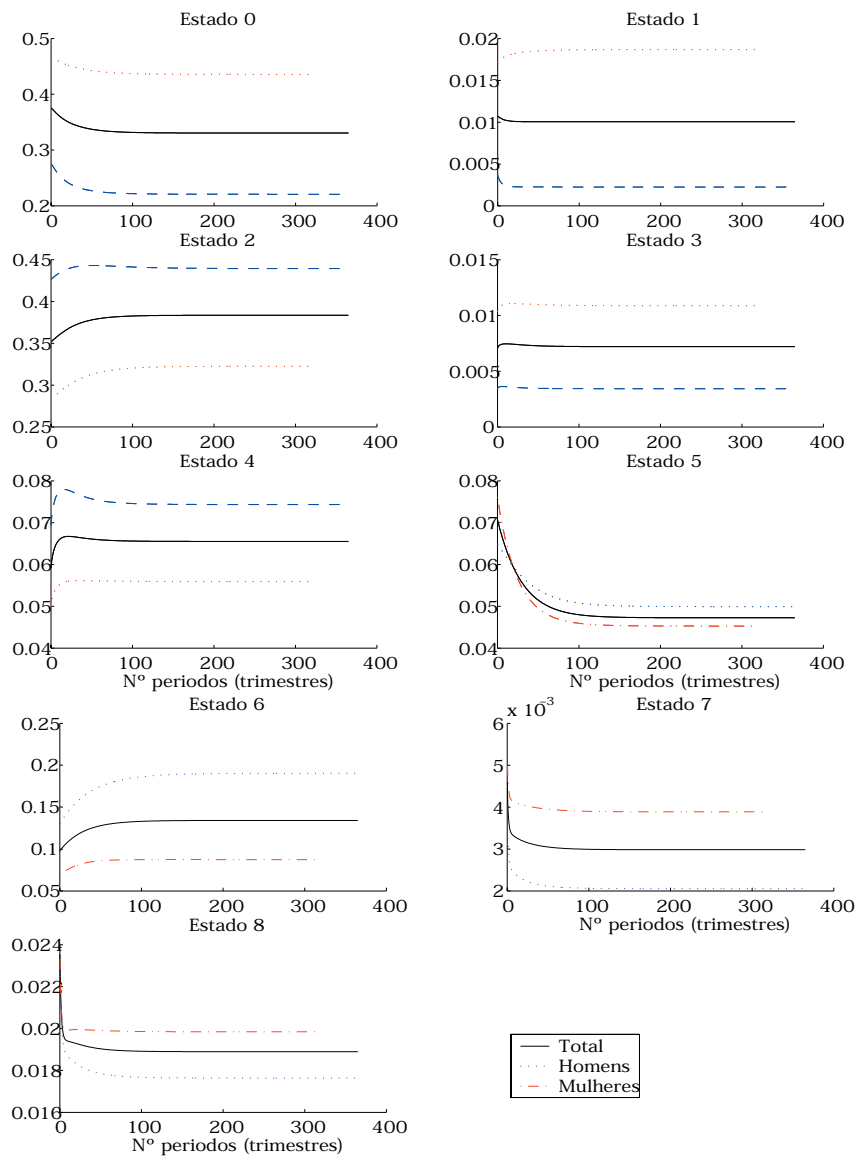 Estado 0
0.5
0.4
0.3
0.2
0 100 200 300 400
Estado 1
0.02
0.015
0.01
0.005
0
0 100 200 300 400
Estado 2
0.45
0.4
0.35
0.3
0.25
0 100 200 300 400
Estado 3
0.015
0.01
0.005
0
0 100 200 300 400
Estado 4
0.08
0.07
0.06
0.05
0.04
0 100 200 300 400
Nº periodos (trimestres)
Estado 5
0.08
0.07
0.06
0.05
0.04
0 100 200 300 400
Nº periodos (trimestres)
Estado 6
0.25
0.2
0.15
0.1
0.05
0 100 200 300 400
Estado 7
x 10⁻³
6
5
4
3
2
0 100 200 300 400
Nº periodos (trimestres)
Estado 8
0.024
0.022
0.02
0.018
0.016
0 100 200 300 400
Nº periodos (trimestres)
Total
Homens
Mulheres